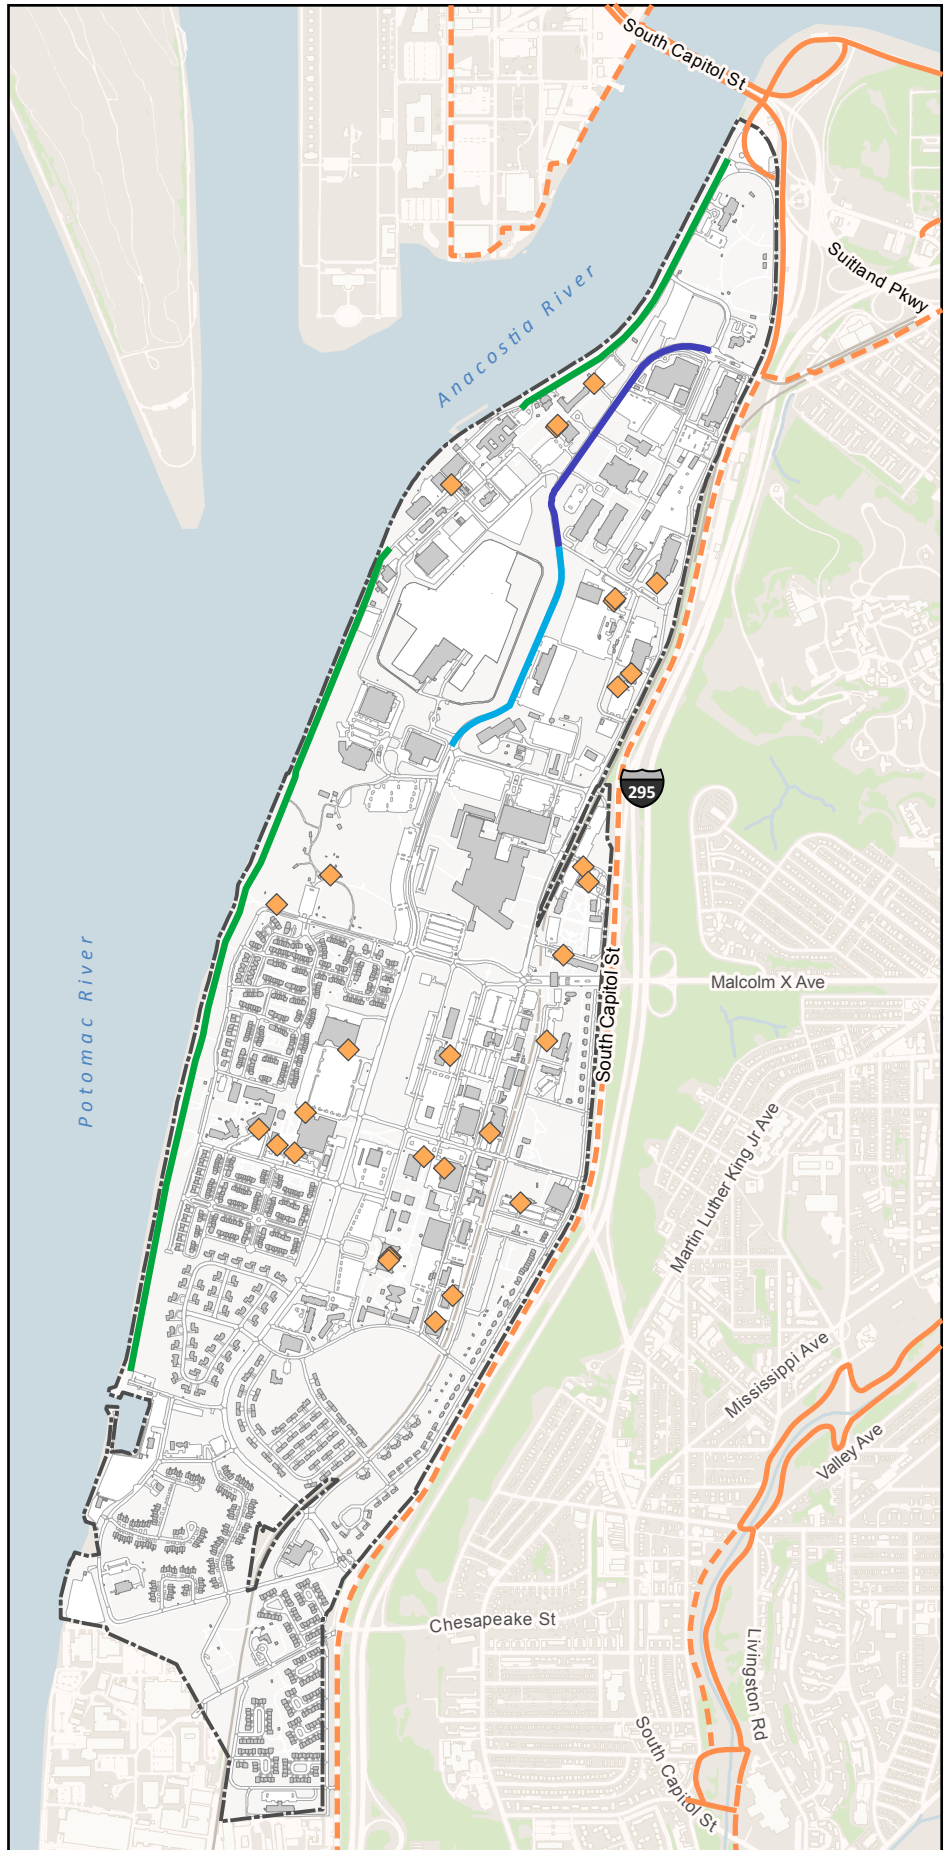 South Capitol St
Suitland Pkwy
Anacostia River
295
Potomac River
Malcolm X Ave
South Capitol St
Martin Luther King Jr Ave
Mississippi Ave
Valley Ave
Chesapeake St
Livingston Rd
South Capitol St